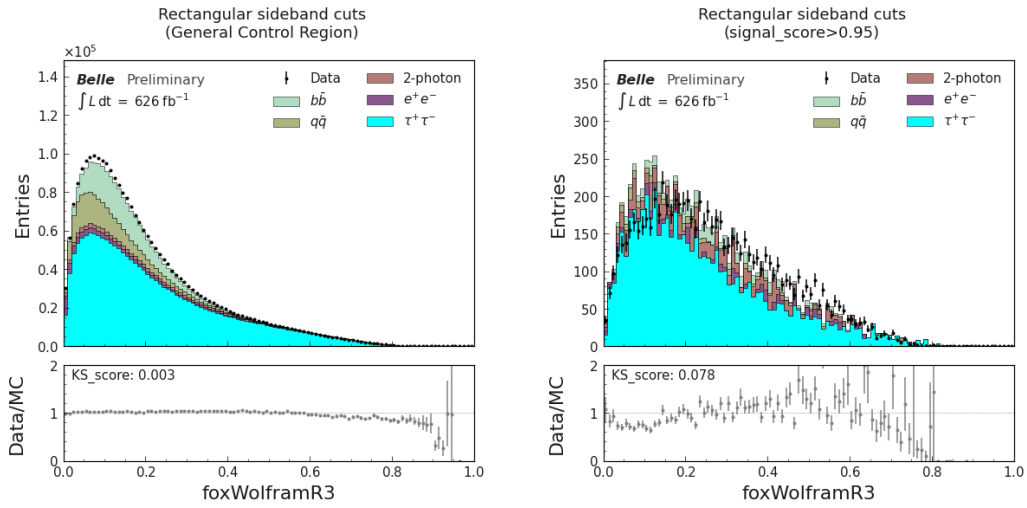 Rectangular sideband cuts
(General Control Region)
×10⁵
Belle Preliminary
∫ L dt = 626 fb⁻¹
Data
bb̄
qq̄
2-photon
e⁺e⁻
τ⁺τ⁻
Entries
1.4
1.2
1.0
0.8
0.6
0.4
0.2
0.0
KS_score: 0.003
Data/MC
2
1
0
0.0 0.2 0.4 0.6 0.8 1.0
foxWolframR3
Rectangular sideband cuts
(signal_score>0.95)
Belle Preliminary
∫ L dt = 626 fb⁻¹
Data
bb̄
qq̄
2-photon
e⁺e⁻
τ⁺τ⁻
Entries
350
300
250
200
150
100
50
0
KS_score: 0.078
Data/MC
2
1
0
0.0 0.2 0.4 0.6 0.8 1.0
foxWolframR3